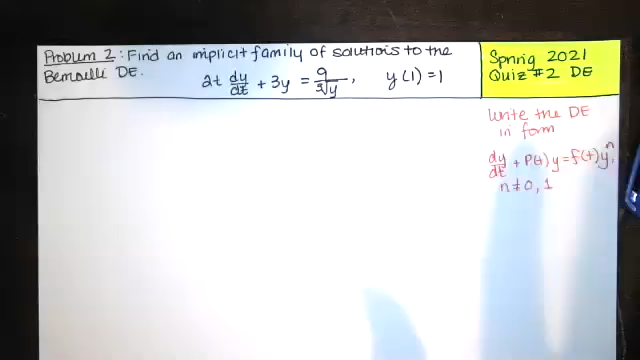 Problem 2: Find an implicit family of solutions to the
Bernoulli DE.
2t dy/dt + 3y = 9/∛y, y(1) = 1
Spring 2021
Quiz #2 DE
Write the DE
in form
dy/dt + P(t)y = f(t)yⁿ,
n ≠ 0, 1